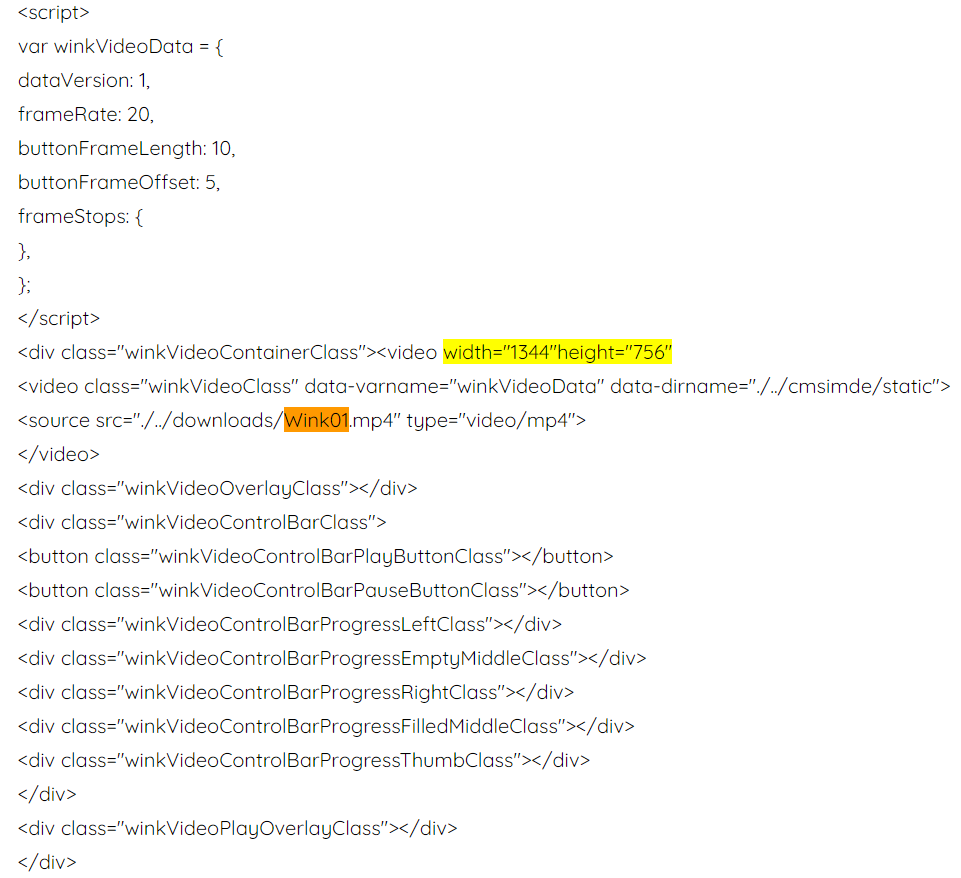 <script>
var winkVideoData = {
dataVersion: 1,
frameRate: 20,
buttonFrameLength: 10,
buttonFrameOffset: 5,
frameStops: {
},
};
</script>
<div class="winkVideoContainerClass"><video width="1344"height="756"
<video class="winkVideoClass" data-varname="winkVideoData" data-dirname="./../cmsimde/static">
<source src="./../downloads/Wink01.mp4" type="video/mp4">
</video>
<div class="winkVideoOverlayClass"></div>
<div class="winkVideoControlBarClass">
<button class="winkVideoControlBarPlayButtonClass"></button>
<button class="winkVideoControlBarPauseButtonClass"></button>
<div class="winkVideoControlBarProgressLeftClass"></div>
<div class="winkVideoControlBarProgressEmptyMiddleClass"></div>
<div class="winkVideoControlBarProgressRightClass"></div>
<div class="winkVideoControlBarProgressFilledMiddleClass"></div>
<div class="winkVideoControlBarProgressThumbClass"></div>
</div>
<div class="winkVideoPlayOverlayClass"></div>
</div>